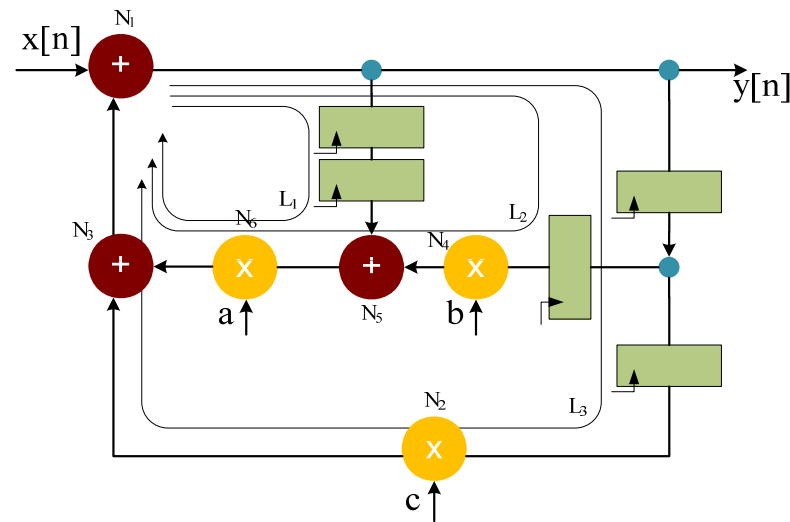 N1
x[n]
+
y[n]
L1
L2
N6
N3
N4
+
x
+
x
a
b
N5
L3
N2
x
c